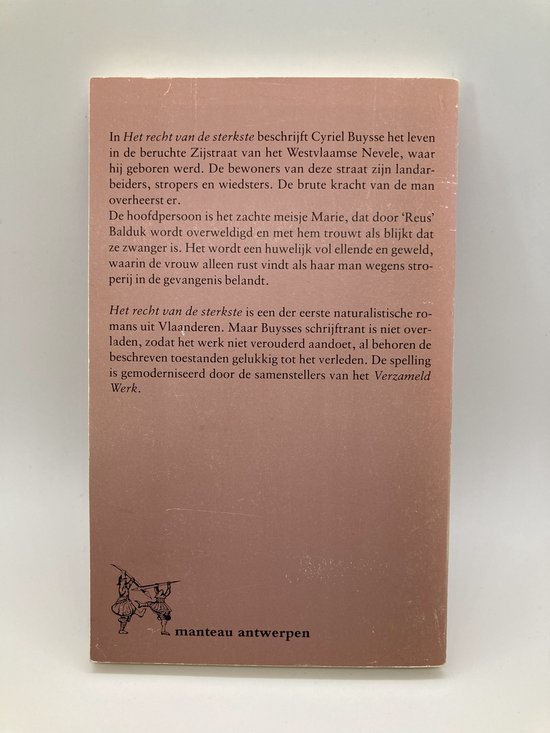 In Het recht van de sterkste beschrijft Cyriel Buysse het leven
in de beruchte Zijstraat van het Westvlaamse Nevele, waar
hij geboren werd. De bewoners van deze straat zijn landar-
beiders, stropers en wiedsters. De brute kracht van de man
overheerst er.
De hoofdpersoon is het zachte meisje Marie, dat door ‘Reus’
Balduk wordt overweldigd en met hem trouwt als blijkt dat
ze zwanger is. Het wordt een huwelijk vol ellende en geweld,
waarin de vrouw alleen rust vindt als haar man wegens stro-
perij in de gevangenis belandt.
Het recht van de sterkste is een der eerste naturalistische ro-
mans uit Vlaanderen. Maar Buysses schrijftrant is niet over-
laden, zodat het werk niet verouderd aandoet, al behoren de
beschreven toestanden gelukkig tot het verleden. De spelling
is gemoderniseerd door de samenstellers van het Verzameld
Werk.
manteau antwerpen